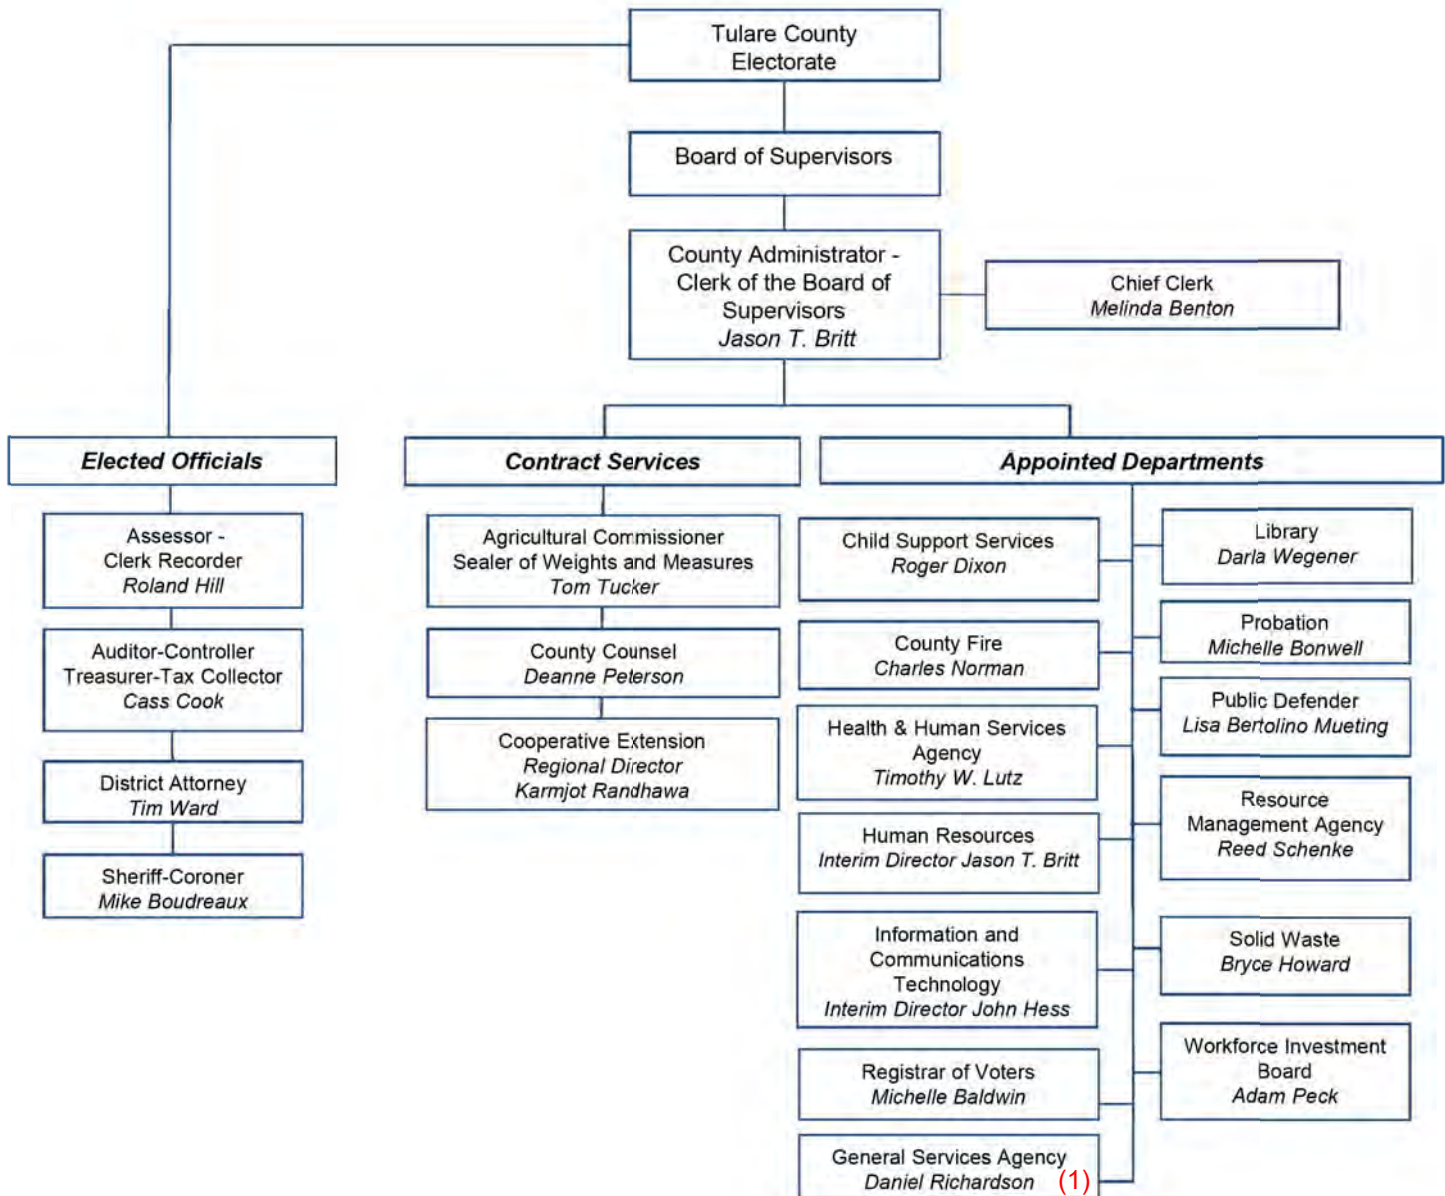 Tulare County
Electorate
Board of Supervisors
County Administrator -
Clerk of the Board of
Supervisors
Jason T. Britt
Chief Clerk
Melinda Benton
Elected Officials
Assessor -
Clerk Recorder
Roland Hill
Auditor-Controller
Treasurer-Tax Collector
Cass Cook
District Attorney
Tim Ward
Sheriff-Coroner
Mike Boudreaux
Contract Services
Agricultural Commissioner
Sealer of Weights and Measures
Tom Tucker
County Counsel
Deanne Peterson
Cooperative Extension
Regional Director
Karmjot Randhawa
Appointed Departments
Child Support Services
Roger Dixon
County Fire
Charles Norman
Health & Human Services
Agency
Timothy W. Lutz
Human Resources
Interim Director Jason T. Britt
Information and
Communications
Technology
Interim Director John Hess
Registrar of Voters
Michelle Baldwin
General Services Agency
Daniel Richardson (1)
Library
Darla Wegener
Probation
Michelle Bonwell
Public Defender
Lisa Bertolino Mueting
Resource
Management Agency
Reed Schenke
Solid Waste
Bryce Howard
Workforce Investment
Board
Adam Peck